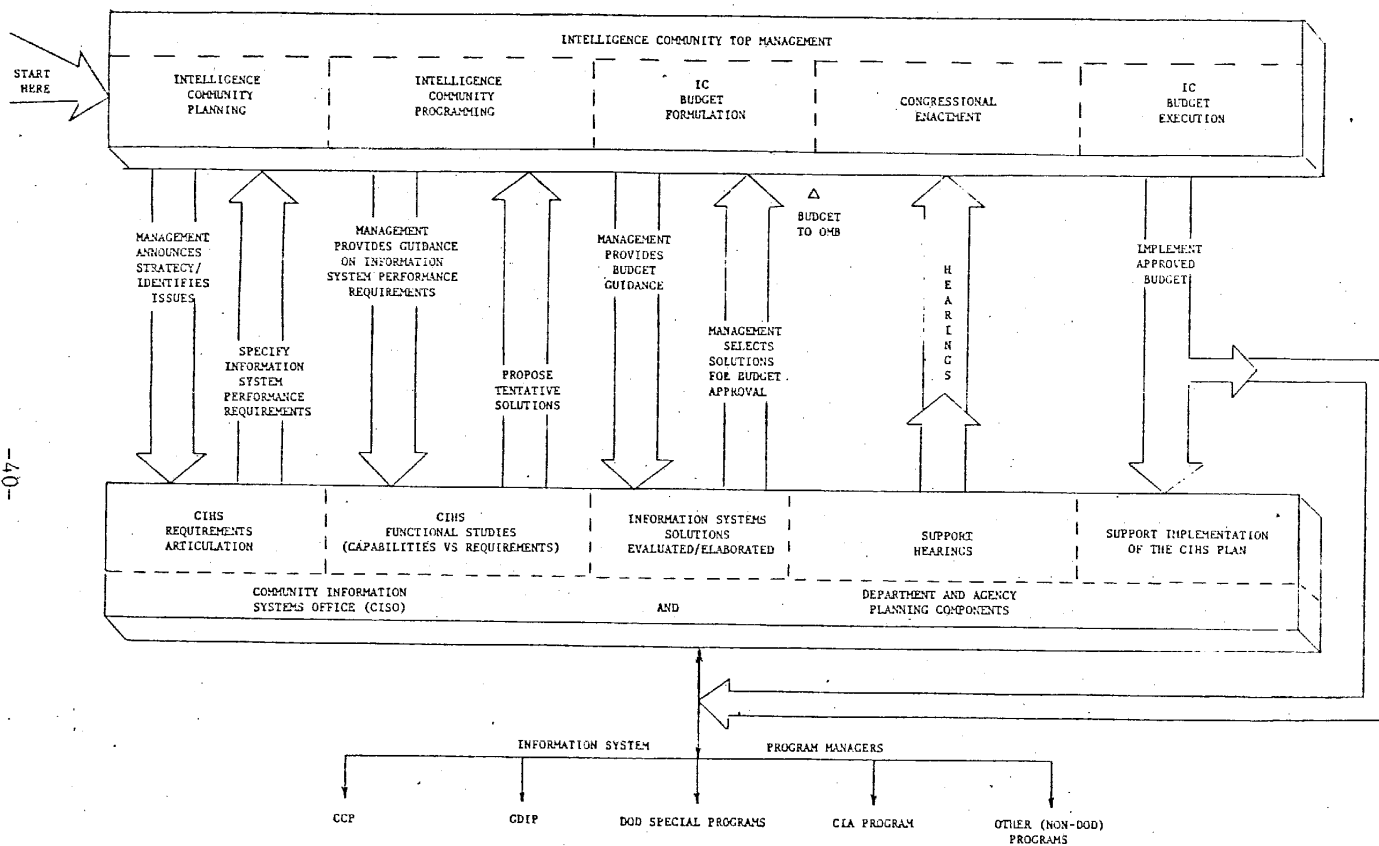 INTELLIGENCE COMMUNITY TOP MANAGEMENT
START
HERE
INTELLIGENCE
COMMUNITY
PLANNING
INTELLIGENCE
COMMUNITY
PROGRAMMING
IC
BUDGET
FORMULATION
CONGRESSIONAL
ENACTMENT
IC
BUDGET
EXECUTION
MANAGEMENT
ANNOUNCES
STRATEGY/
IDENTIFIES
ISSUES
SPECIFY
INFORMATION
SYSTEM
PERFORMANCE
REQUIREMENTS
MANAGEMENT
PROVIDES GUIDANCE
ON INFORMATION
SYSTEM PERFORMANCE
REQUIREMENTS
PROPOSE
TENTATIVE
SOLUTIONS
MANAGEMENT
PROVIDES
BUDGET
GUIDANCE
MANAGEMENT
SELECTS
SOLUTIONS
FOR BUDGET
APPROVAL
BUDGET
TO OMB
HEARINGS
IMPLEMENT
APPROVED
BUDGET
-40-
CIHS
REQUIREMENTS
ARTICULATION
CIHS
FUNCTIONAL STUDIES
(CAPABILITIES VS REQUIREMENTS)
INFORMATION SYSTEMS
SOLUTIONS
EVALUATED/ELABORATED
SUPPORT
HEARINGS
SUPPORT IMPLEMENTATION
OF THE CIHS PLAN
COMMUNITY INFORMATION
SYSTEMS OFFICE (CISO)
AND
DEPARTMENT AND AGENCY
PLANNING COMPONENTS
INFORMATION SYSTEM PROGRAM MANAGERS
CCP
GDIP
DOD SPECIAL PROGRAMS
CIA PROGRAM
OTHER (NON-DOD)
PROGRAMS